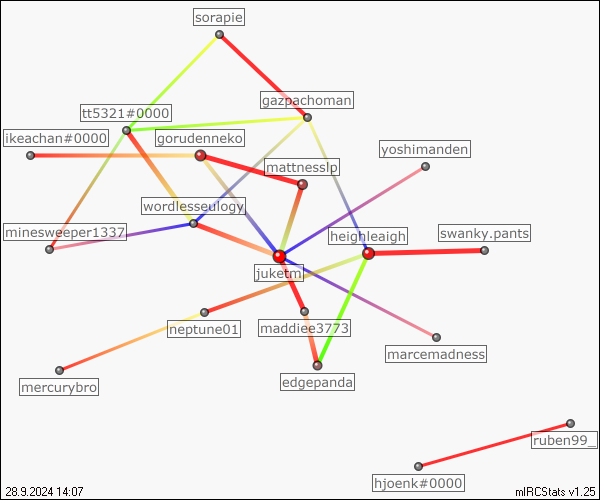 sorapie
gazpachoman
tt5321#0000
ikeachan#0000
gorudenneko
yoshimanden
mattnesslp
wordlesseulogy
minesweeper1337
heighleaigh
swanky.pants
juketm
neptune01
maddiee3773
marcemadness
mercurybro
edgepanda
ruben99_
hjoenk#0000
28.9.2024 14:07
mIRCStats v1.25